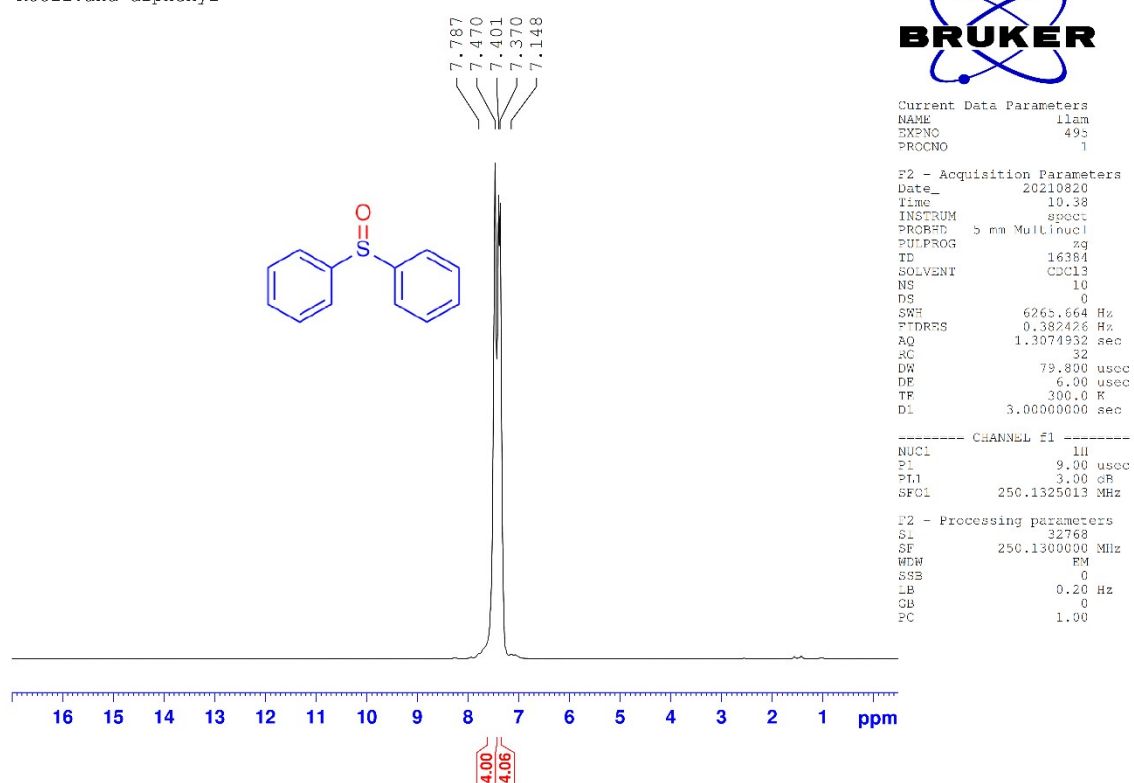 7.787
7.470
7.401
7.370
7.148
BRUKER
O
S
Current Data Parameters
NAME Ilam
EXPNO 495
PROCNO 1
F2 - Acquisition Parameters
Date_ 20210820
Time 10.38
INSTRUM spect
PROBHD 5 mm Multinucl
PULPROG zg
TD 16384
SOLVENT CDCl3
NS 10
DS 0
SWH 6265.664 Hz
FIDRES 0.382426 Hz
AQ 1.3074932 sec
RG 32
DW 79.800 usec
DE 6.00 usec
TE 300.0 K
D1 3.00000000 sec
======== CHANNEL f1 ========
NUC1 1H
P1 9.00 usec
PL1 3.00 dB
SFO1 250.1325013 MHz
F2 - Processing parameters
SI 32768
SF 250.1300000 MHz
WDW EM
SSB 0
LB 0.20 Hz
GB 0
PC 1.00
16 15 14 13 12 11 10 9 8 7 6 5 4 3 2 1 ppm
4.00
4.06